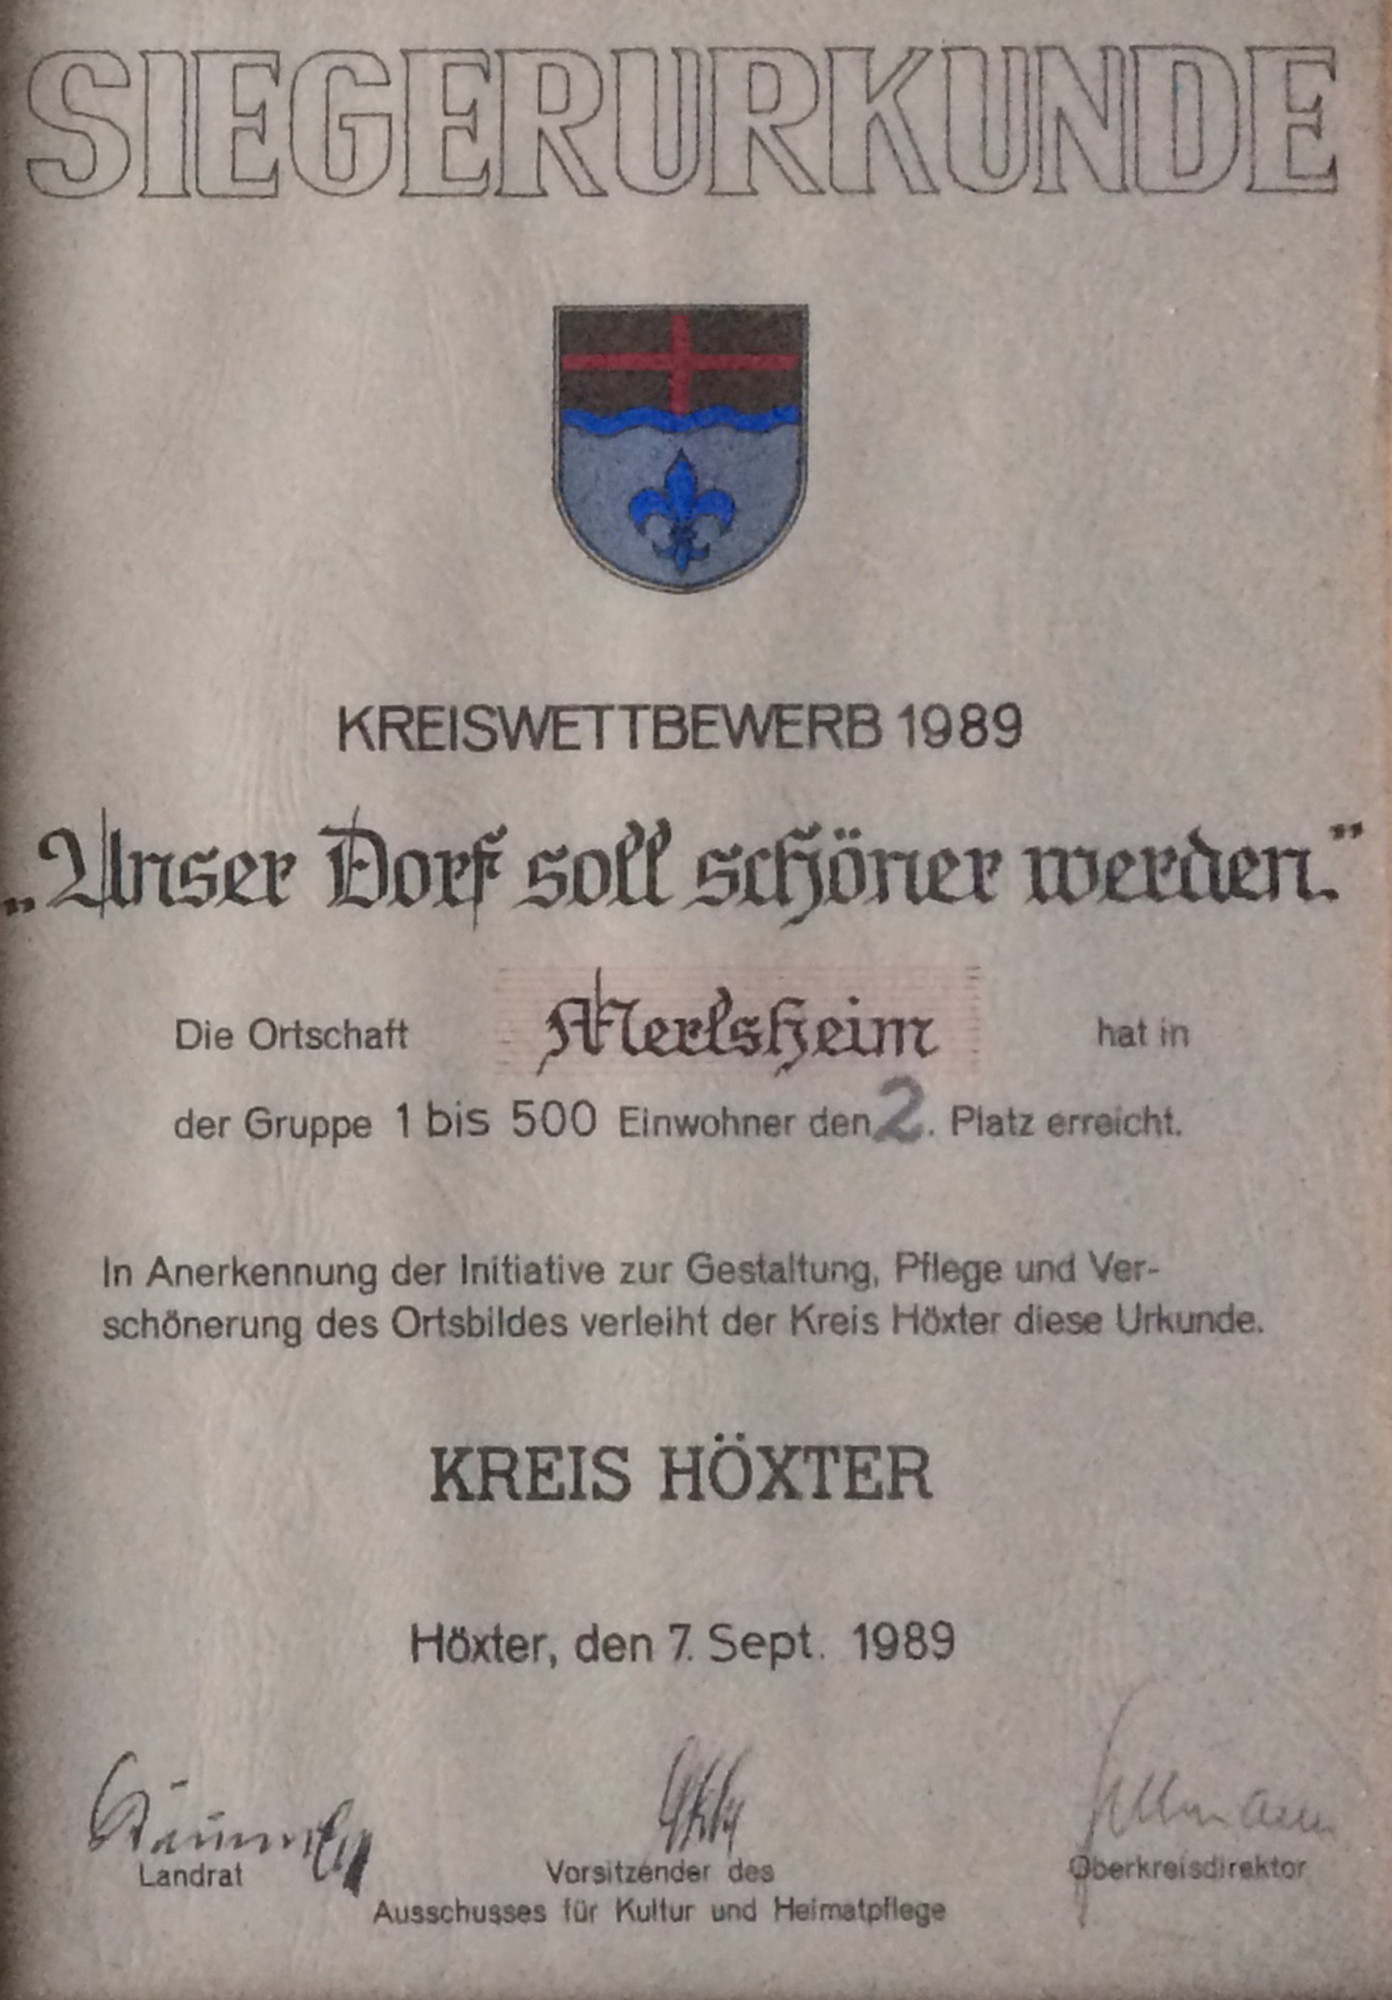 SIEGERURKUNDE
KREISWETTBEWERB 1989
„Unser Dorf soll schöner werden.“
Die Ortschaft Merlsheim hat in
der Gruppe 1 bis 500 Einwohner den 2. Platz erreicht.
In Anerkennung der Initiative zur Gestaltung, Pflege und Ver-
schönerung des Ortsbildes verleiht der Kreis Höxter diese Urkunde.
KREIS HÖXTER
Höxter, den 7. Sept. 1989
Landrat
Vorsitzender des
Ausschusses für Kultur und Heimatpflege
Oberkreisdirektor